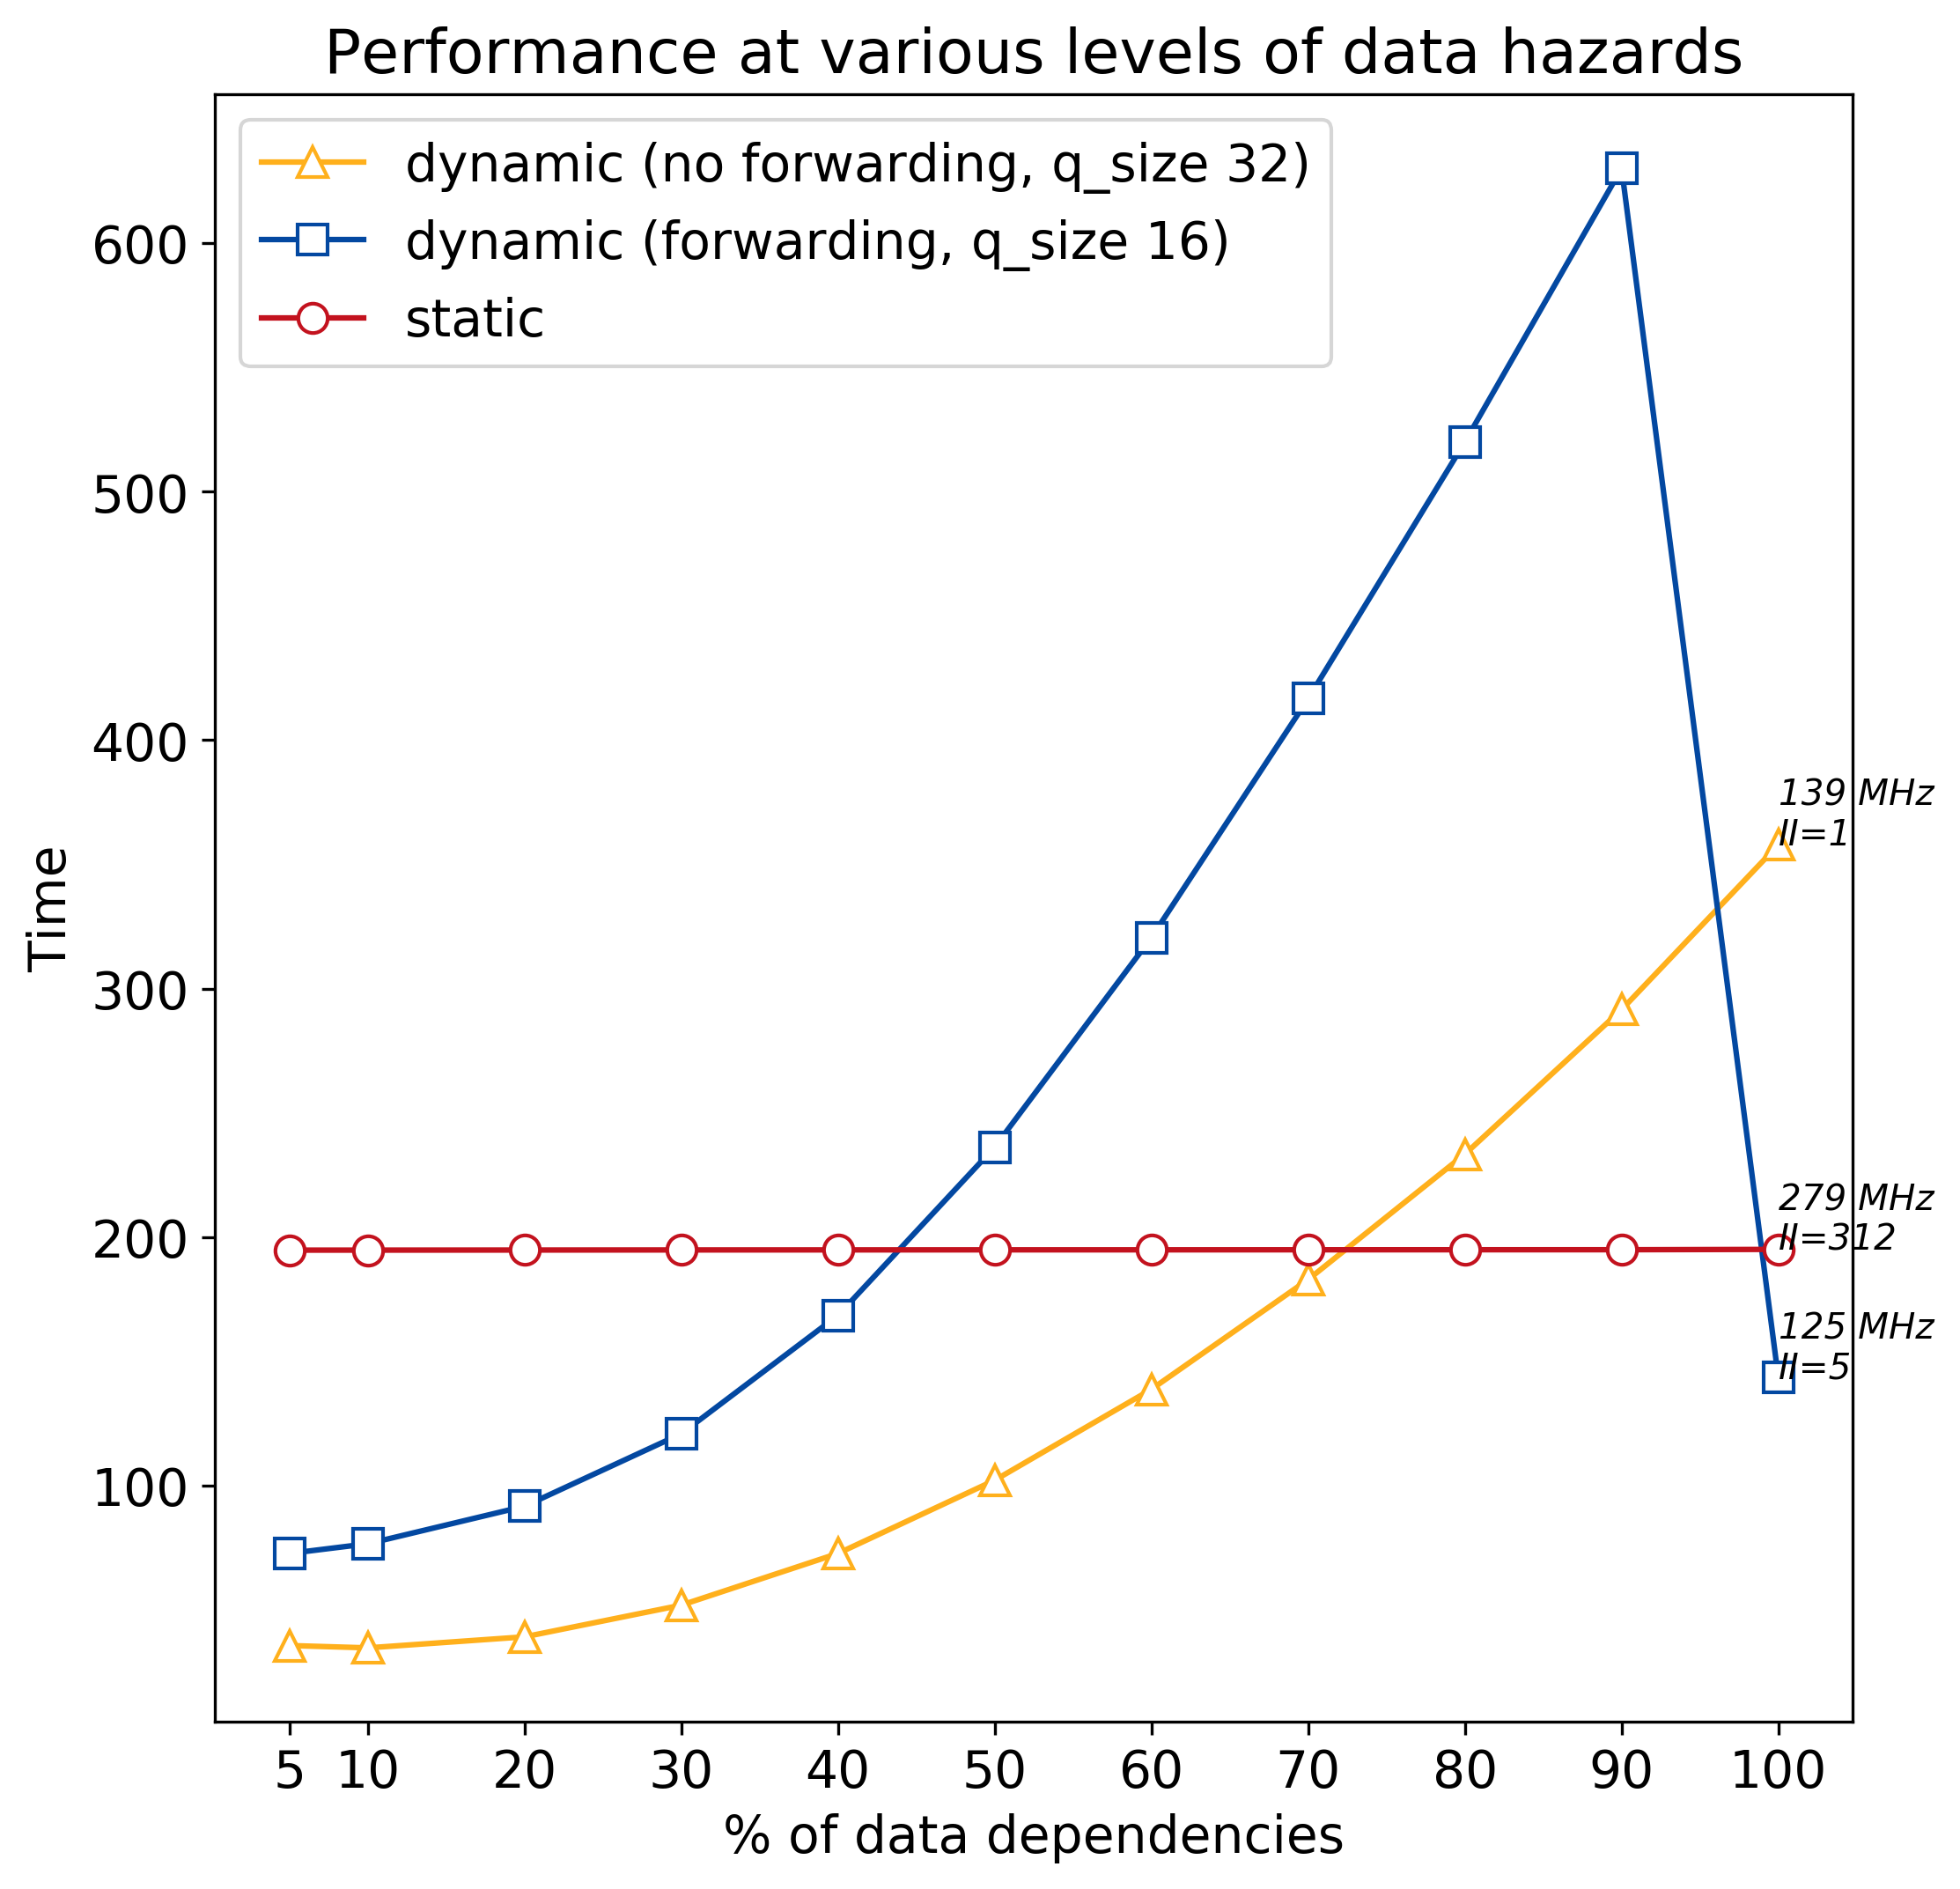 Performance at various levels of data hazards
dynamic (no forwarding, q_size 32)
dynamic (forwarding, q_size 16)
static
600
500
400
300
200
100
Time
139 MHz
II=1
279 MHz
II=312
125 MHz
II=5
5 10 20 30 40 50 60 70 80 90 100
% of data dependencies